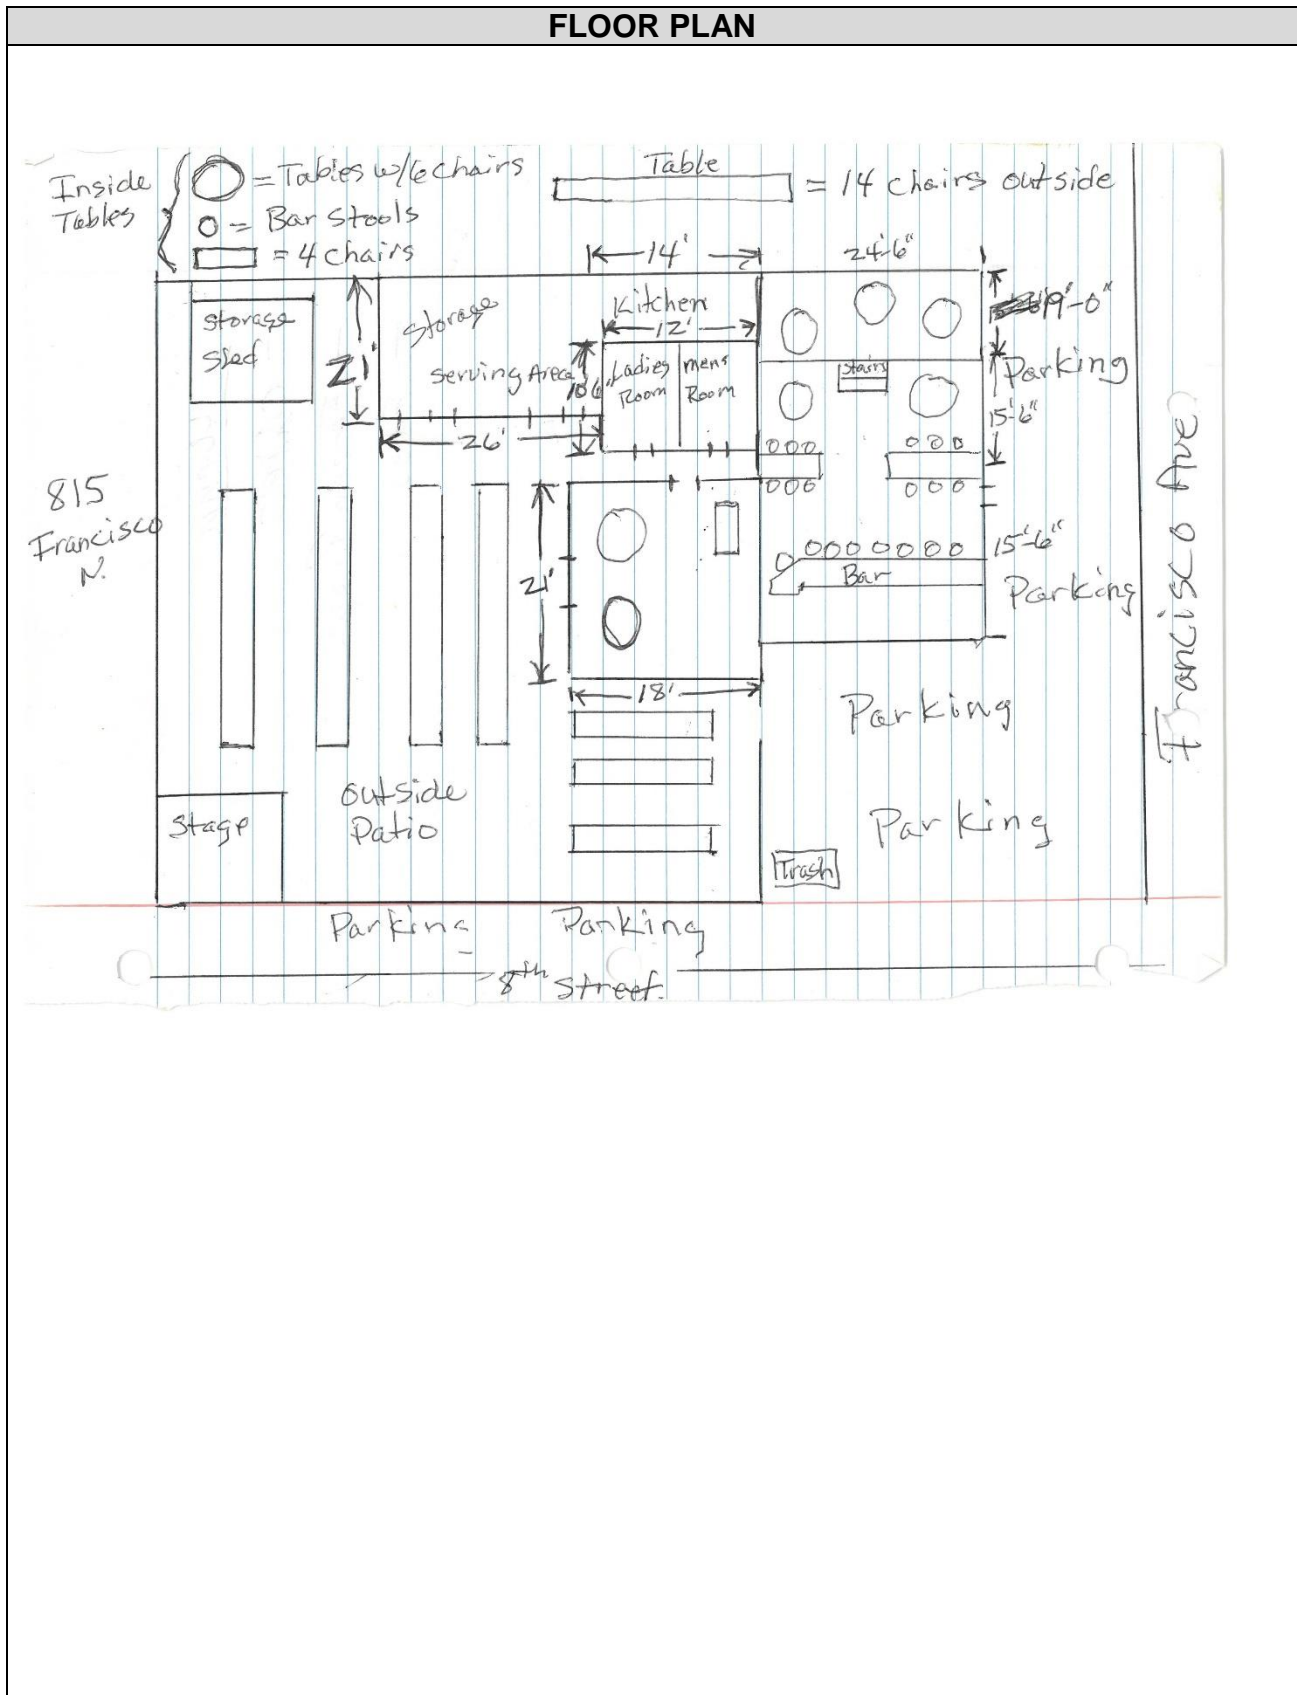 FLOOR PLAN
Inside
Tables
= Tables w/6 chairs
= Bar Stools
= 4 chairs
Table
= 14 chairs outside
14'
24'-6"
Storage
Shed
21'
Storage
Kitchen
12'
Serving Area
10'6"
Ladies
Room
mens
Room
26'
Stairs
19'-0"
Parking
15'-6"
815
Francisco
N.
21'
18'
Bar
15'-6"
Parking
Francisco Ave
Parking
Stage
Outside
Patio
Parking
Trash
Parking
Parking
8th Street